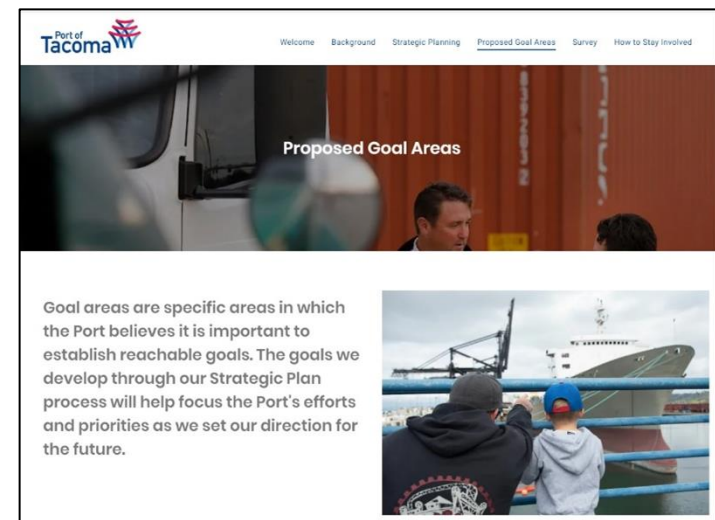 Port of
Tacoma
Welcome Background Strategic Planning Proposed Goal Areas Survey How to Stay Involved
Proposed Goal Areas
Goal areas are specific areas in which
the Port believes it is important to
establish reachable goals. The goals we
develop through our Strategic Plan
process will help focus the Port's efforts
and priorities as we set our direction for
the future.